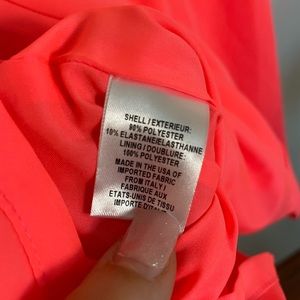 SHELL / EXTERIEUR:
90% POLYESTER
10% ELASTANE/ELASTHANNE
LINING / DOUBLURE:
100% POLYESTER
MADE IN THE USA OF
IMPORTED FABRIC
FROM ITALY /
FABRIQUE AUX
ETATS-UNIS DE TISSU
IMPORTE